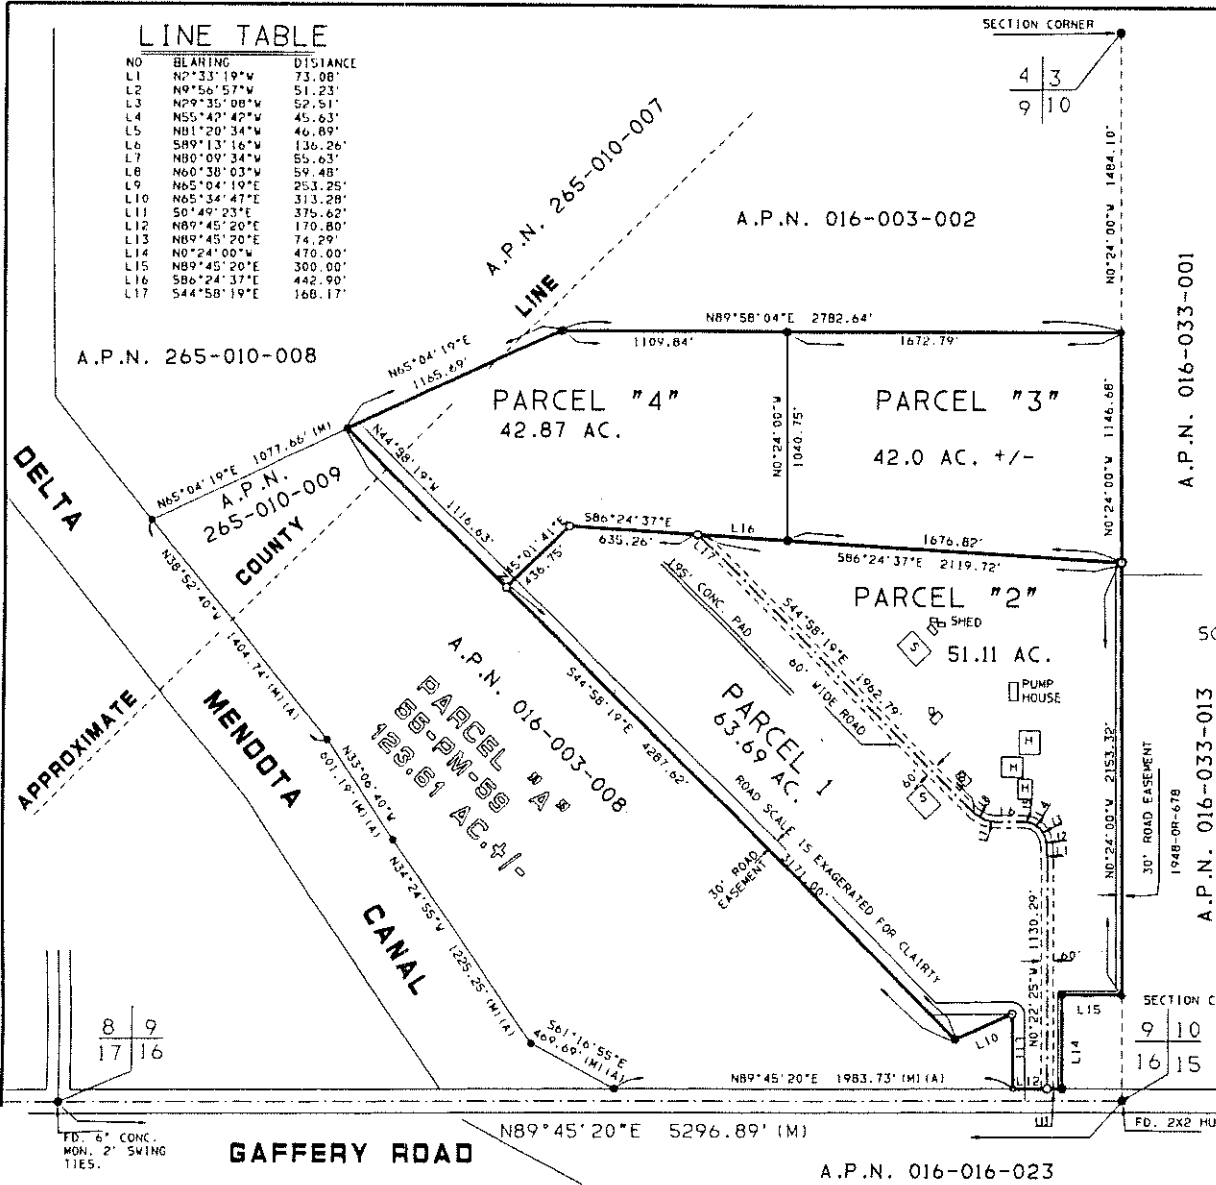 LINE TABLE
NO BEARING DISTANCE
L1 N2°33'19"W 73.08'
L2 N9°56'57"W 51.23'
L3 N29°35'08"W 52.51'
L4 N55°42'42"W 45.63'
L5 N81°20'34"W 46.89'
L6 S89°13'16"W 136.26'
L7 N80°09'34"W 55.63'
L8 N60°38'03"W 59.48'
L9 N65°04'19"E 253.25'
L10 N65°34'47"E 313.28'
L11 S0°49'23"E 375.62'
L12 N89°45'20"E 170.80'
L13 N89°45'20"E 74.29'
L14 N0°24'00"W 470.00'
L15 N89°45'20"E 300.00'
L16 S86°24'37"E 442.90'
L17 S44°58'19"E 168.17'
SECTION CORNER
4 3
9 10
N0°24'00"W 1484.10'
A.P.N. 265-010-007
A.P.N. 016-003-002
A.P.N. 016-033-001
LINE
N89°58'04"E 2782.64'
1109.84'
1672.79'
A.P.N. 265-010-008
N65°04'19"E
1165.69'
PARCEL "4"
42.87 AC.
PARCEL "3"
42.0 AC. +/-
N0°24'00"W
1040.75'
N0°24'00"W 1146.68'
N65°04'19"E 1077.66' (M)
A.P.N.
265-010-009
N44°58'19"W 1116.63'
DELTA
COUNTY
N45°01'41"E
436.75'
S86°24'37"E
635.26'
L16
L17
1676.82'
S86°24'37"E 2119.72'
PARCEL "2"
SHED
S
51.11 AC.
PUMP
HOUSE
195' CONC. PAD
60' WIDE ROAD
S44°58'19"E 1962.79'
N38°52'40"W 1404.74' (M)(A)
APPROXIMATE
MENDOTA
A.P.N. 016-003-008
PARCEL "A"
55-PM-59
123.61 AC.+/-
S44°58'19"E 4287.62'
PARCEL 1
63.69 AC.
ROAD SCALE IS EXAGERATED FOR CLAIRTY
3171.00'
30' ROAD
EASEMENT
H
H
H
60'
S
L8
L7
L6
L5
L4
L3
L2
L1
N0°24'00"W 2153.32'
30' ROAD EASEMENT
1948-OR-678
A.P.N. 016-033-013
N33°06'40"W
601.19' (M)(A)
N34°24'55"W 1225.25' (M)(A)
CANAL
N0°22'25"W 1130.29'
60'
S61°16'55"E
469.69' (M)(A)
L10
L11
L14
L15
SECTION C
9 10
16 15
8 9
17 16
N89°45'20"E 1983.73' (M)(A)
L12
FD. 6" CONC.
MON. 2' SWING
TIES.
GAFFERY ROAD
N89°45'20"E 5296.89' (M)
FD. 2X2 HU
A.P.N. 016-016-023